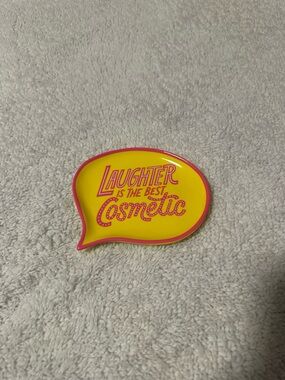 LAUGHTER
IS THE BEST
Cosmetic